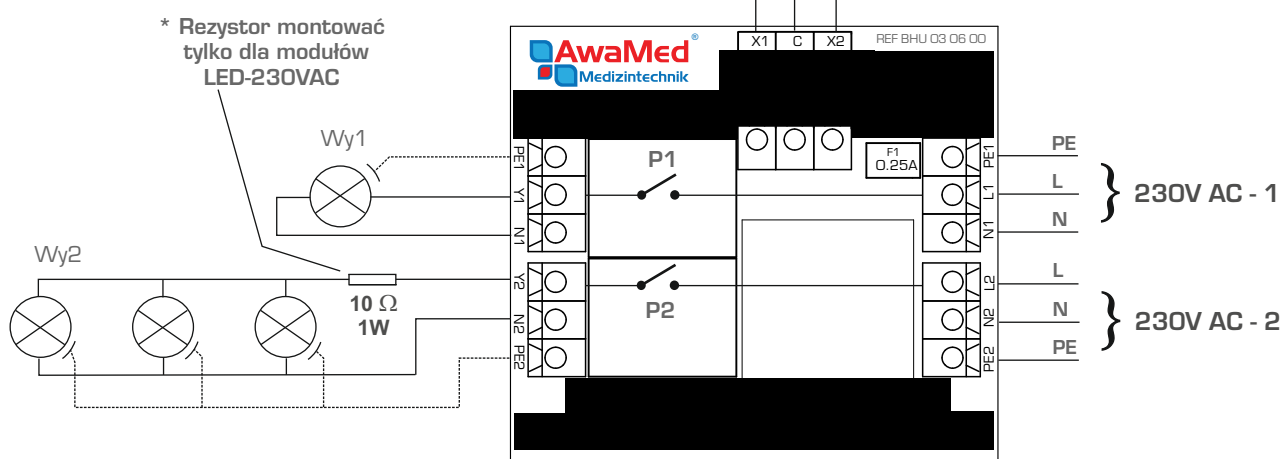 * Rezystor montować
tylko dla modułów
LED-230VAC
AwaMed®
Medizintechnik
X1 C X2
REF BHU 03 06 00
Wy1
PE1
Y1
N1
P1
F1
0.25A
PE1
L1
N1
PE
L
N
} 230V AC - 1
Wy2
10 Ω
1W
Y2
N2
PE2
P2
L2
N2
PE2
L
N
PE
} 230V AC - 2